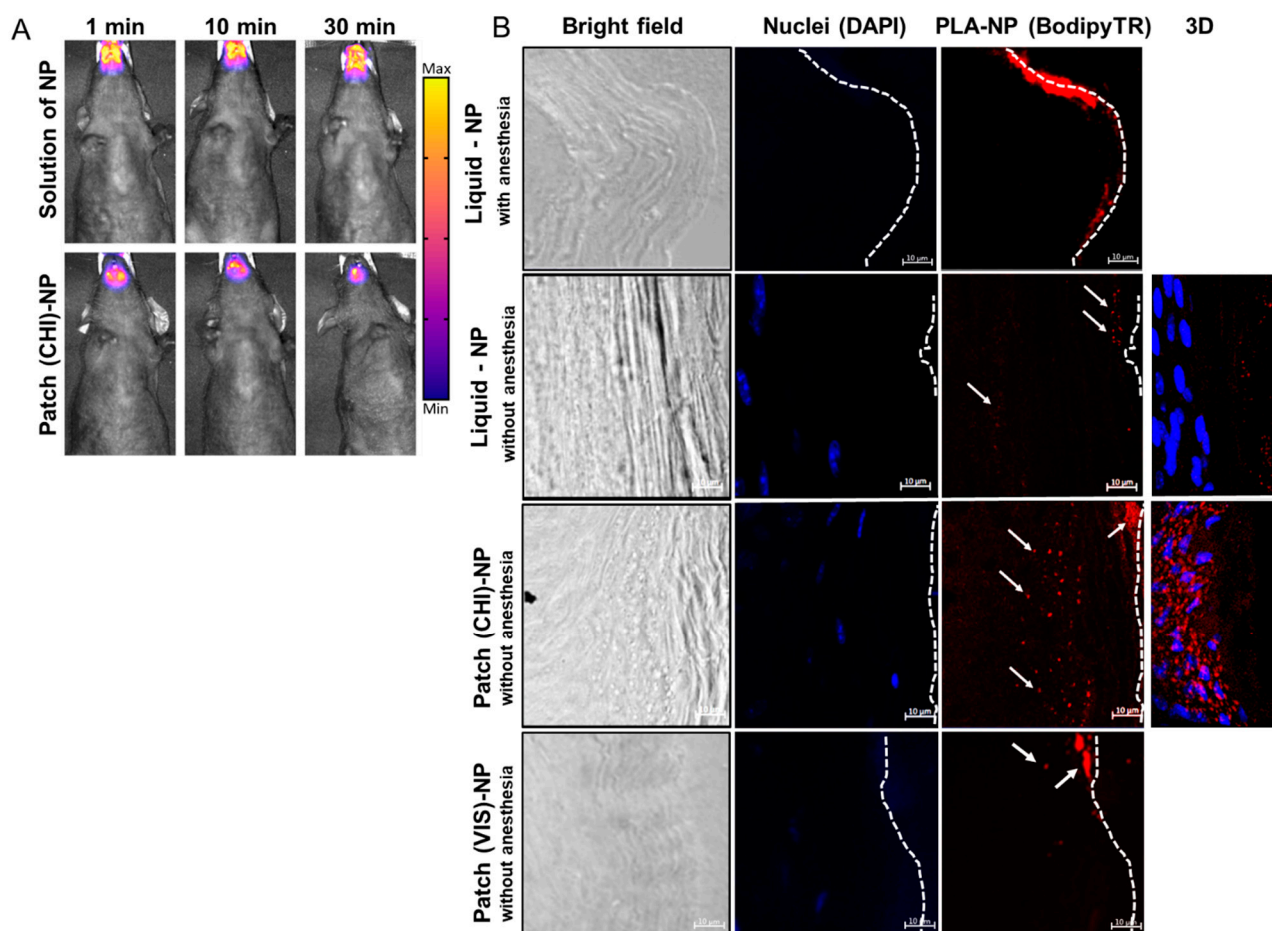 A
1 min
10 min
30 min
Solution of NP
Patch (CHI)-NP
Max
Min
B
Bright field
Nuclei (DAPI)
PLA-NP (BodipyTR)
3D
Liquid - NP
with anesthesia
10 µm
10 µm
Liquid - NP
without anesthesia
10 µm
10 µm
10 µm
Patch (CHI)-NP
without anesthesia
10 µm
10 µm
10 µm
Patch (VIS)-NP
without anesthesia
10 µm
10 µm
10 µm